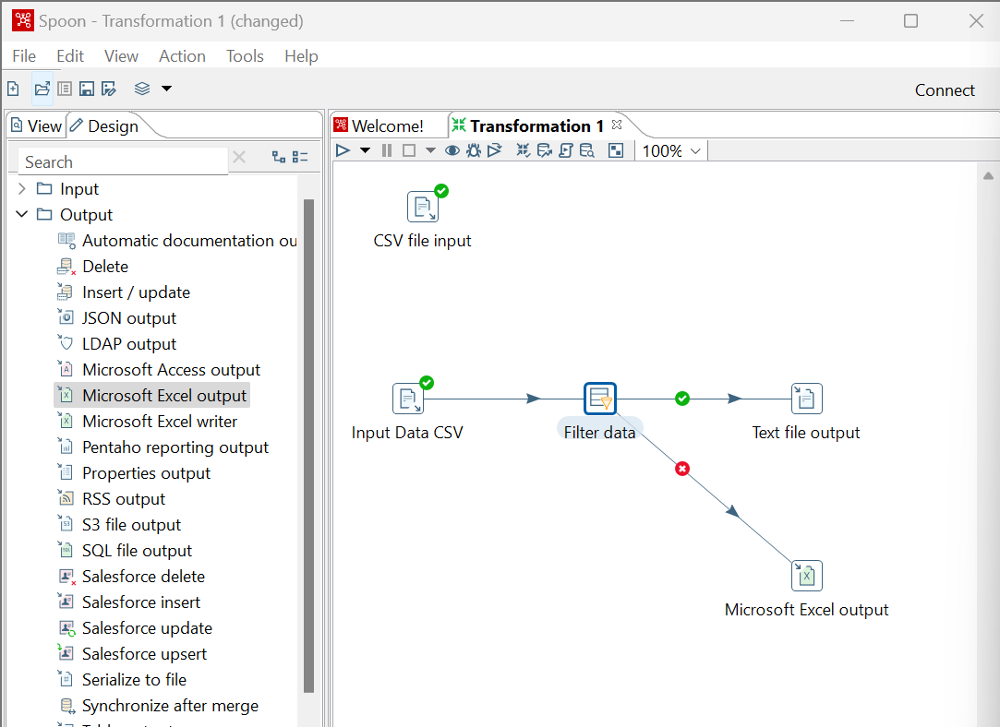 Spoon - Transformation 1 (changed)
File Edit View Action Tools Help
Connect
View Design
Welcome! Transformation 1
Search
100%
Input
Output
Automatic documentation ou
Delete
Insert / update
JSON output
LDAP output
Microsoft Access output
Microsoft Excel output
Microsoft Excel writer
Pentaho reporting output
Properties output
RSS output
S3 file output
SQL file output
Salesforce delete
Salesforce insert
Salesforce update
Salesforce upsert
Serialize to file
Synchronize after merge
CSV file input
Input Data CSV
Filter data
Text file output
Microsoft Excel output